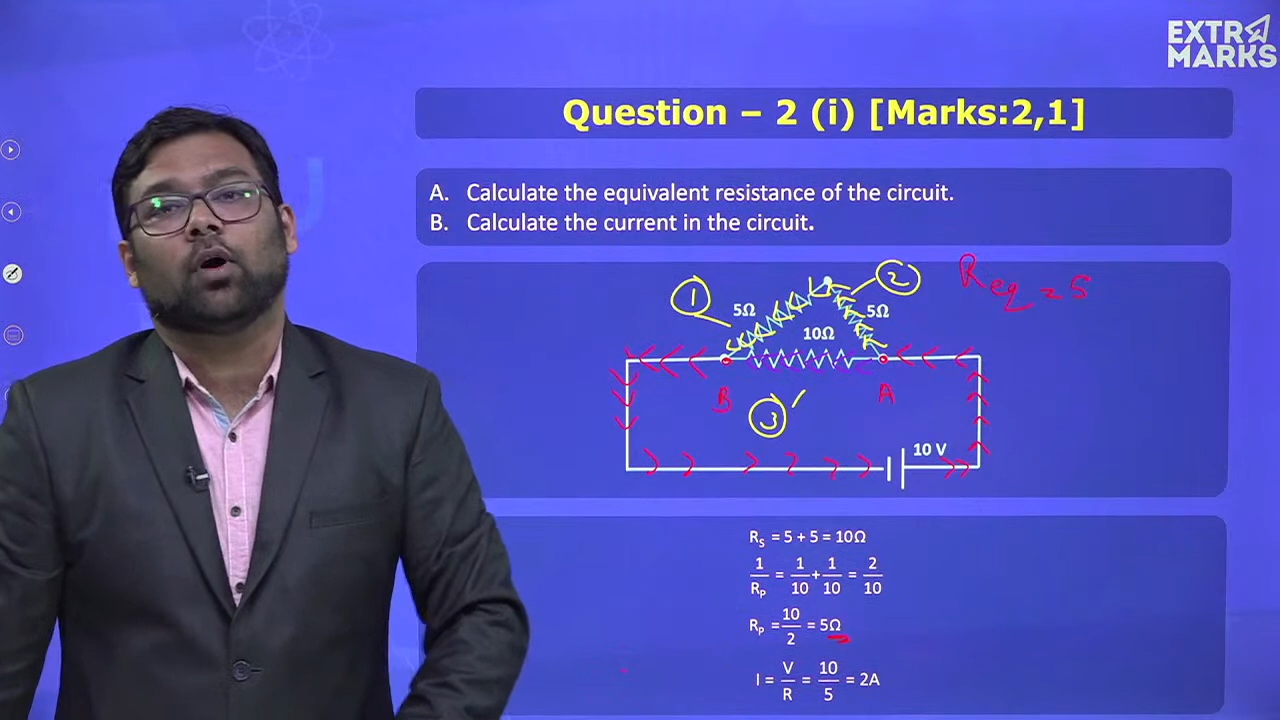 EXTRA
MARKS
Question – 2 (i) [Marks:2,1]
A. Calculate the equivalent resistance of the circuit.
B. Calculate the current in the circuit.
1
2
Req = 5
5Ω
5Ω
10Ω
B
3
A
10 V
RS = 5 + 5 = 10Ω
1/RP = 1/10 + 1/10 = 2/10
RP = 10/2 = 5Ω
I = V/R = 10/5 = 2A